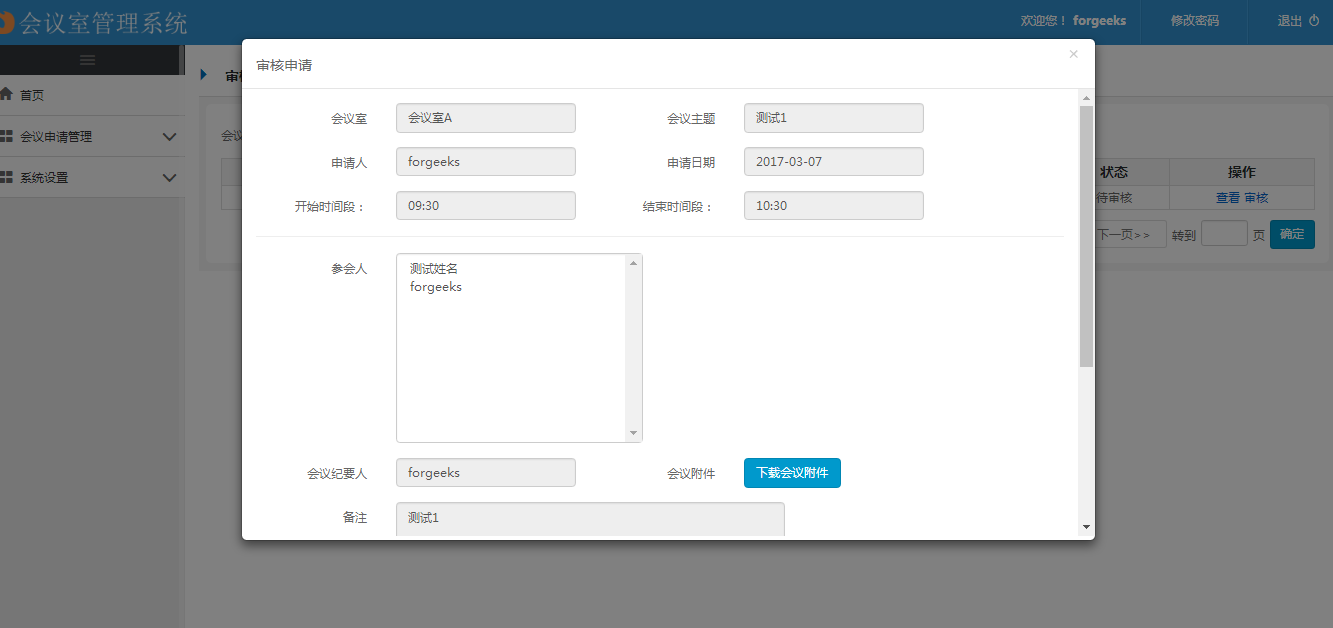 会议室管理系统
欢迎您！ forgeeks 修改密码 退出
首页
会议申请管理
系统设置
审核申请 ×
会议室 会议室A 会议主题 测试1
申请人 forgeeks 申请日期 2017-03-07
开始时间段： 09:30 结束时间段： 10:30
参会人 测试姓名
forgeeks
会议纪要人 forgeeks 会议附件 下载会议附件
备注 测试1
状态 操作
待审核 查看 审核
下一页>> 转到 页 确定